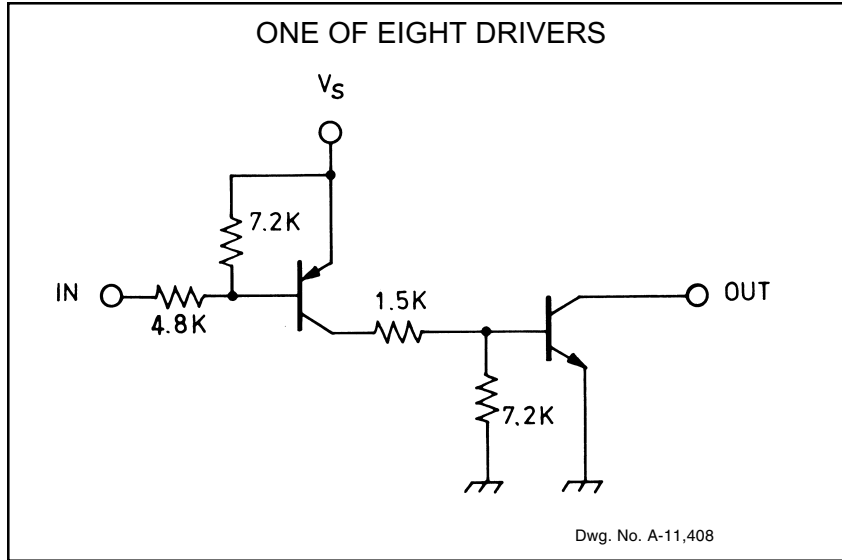 ONE OF EIGHT DRIVERS
VS
7.2K
IN
4.8K
1.5K
OUT
7.2K
Dwg. No. A-11,408